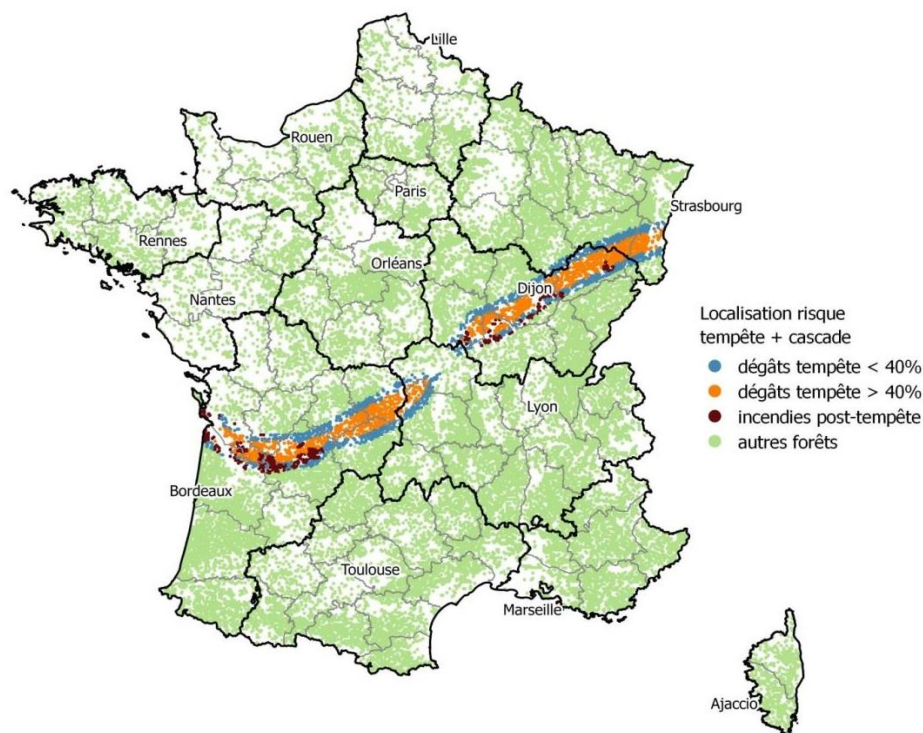 Lille
Rouen
Paris
Strasbourg
Rennes
Orléans
Dijon
Nantes
Localisation risque
tempête + cascade
dégâts tempête < 40%
dégâts tempête > 40%
incendies post-tempête
autres forêts
Lyon
Bordeaux
Toulouse
Marseille
Ajaccio